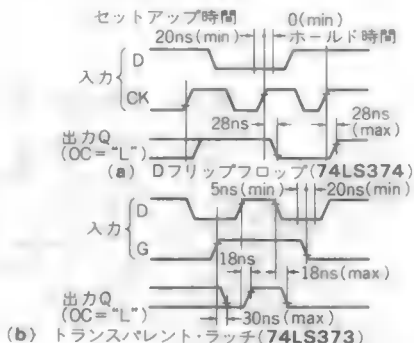 セットアップ時間
0(min)
20ns(min)
ホールド時間
入力
D
CK
28ns
28ns
(max)
出力Q
(OC="L")
(a) Dフリップフロップ(74LS374)
5ns(min)
20ns(min)
入力
D
G
18ns
18ns(max)
出力Q
(OC="L")
30ns(max)
(b) トランスパレント・ラッチ(74LS373)